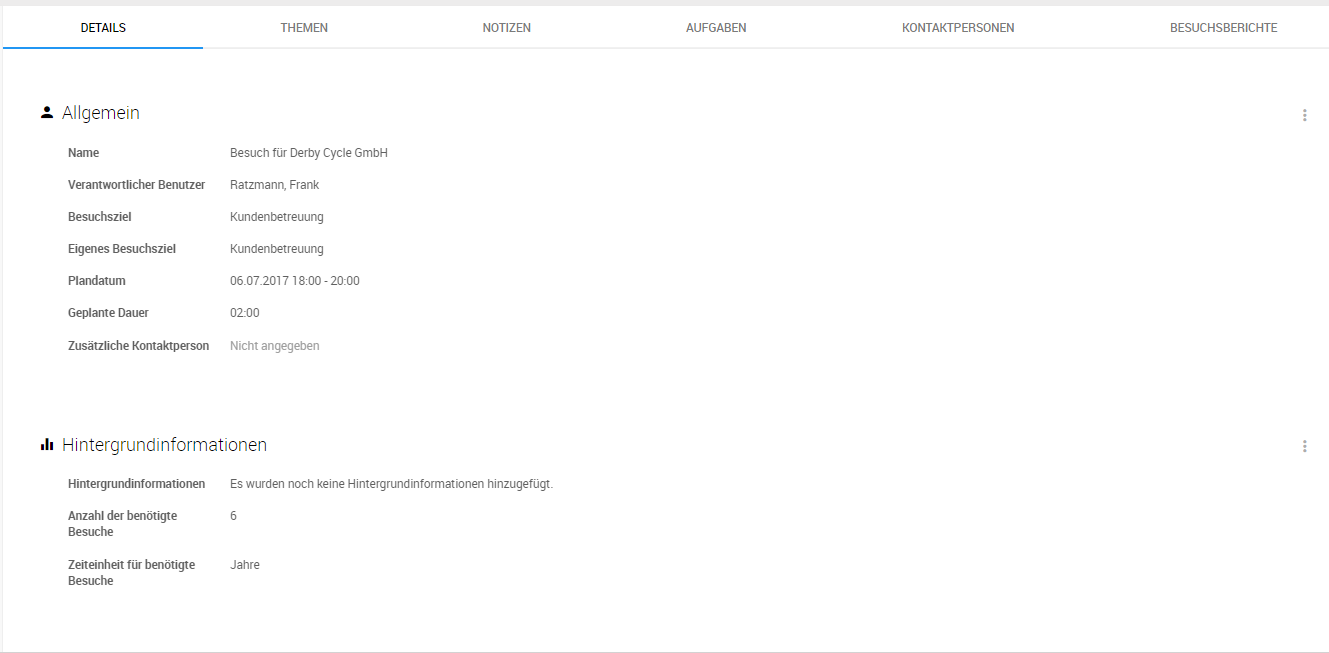 DETAILS THEMEN NOTIZEN AUFGABEN KONTAKTPERSONEN BESUCHSBERICHTE
Allgemein
Name Besuch für Derby Cycle GmbH
Verantwortlicher Benutzer Ratzmann, Frank
Besuchsziel Kundenbetreuung
Eigenes Besuchsziel Kundenbetreuung
Plandatum 06.07.2017 18:00 - 20:00
Geplante Dauer 02:00
Zusätzliche Kontaktperson Nicht angegeben
Hintergrundinformationen
Hintergrundinformationen Es wurden noch keine Hintergrundinformationen hinzugefügt.
Anzahl der benötigte 6
Besuche
Zeiteinheit für benötigte Jahre
Besuche